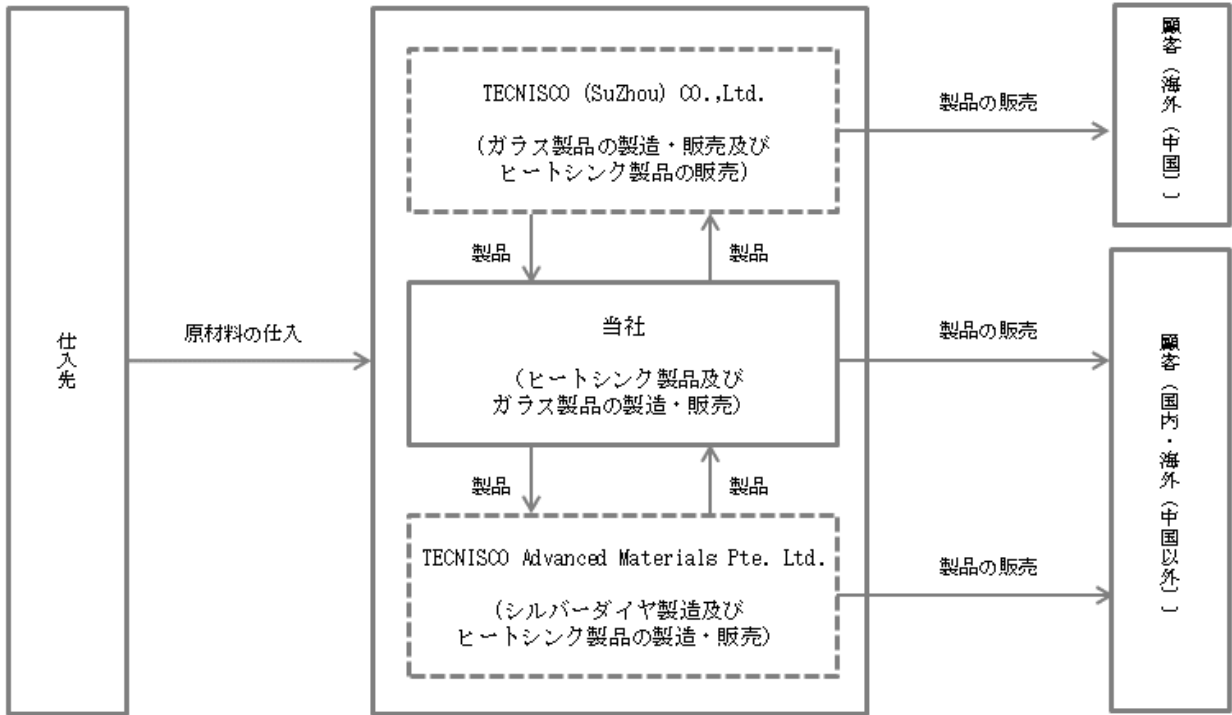 仕入先
原材料の仕入
TECNISCO (SuZhou) CO.,Ltd.
(ガラス製品の製造・販売及び
ヒートシンク製品の販売)
製品の販売
顧客(海外(中国))
製品
製品
当社
(ヒートシンク製品及び
ガラス製品の製造・販売)
製品の販売
顧客(国内・海外(中国以外))
製品
製品
TECNISCO Advanced Materials Pte. Ltd.
(シルバーダイヤ製造及び
ヒートシンク製品の製造・販売)
製品の販売